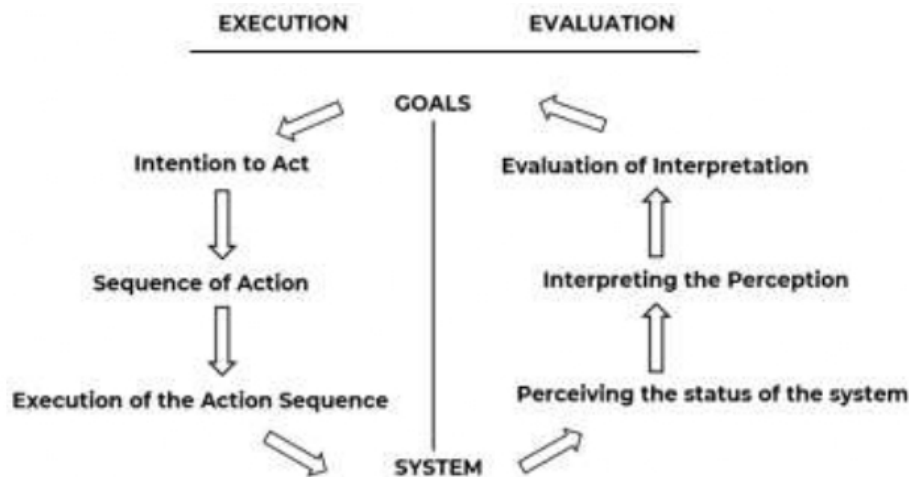 EXECUTION EVALUATION
GOALS
Intention to Act Evaluation of Interpretation
Sequence of Action Interpreting the Perception
Execution of the Action Sequence Perceiving the status of the system
SYSTEM